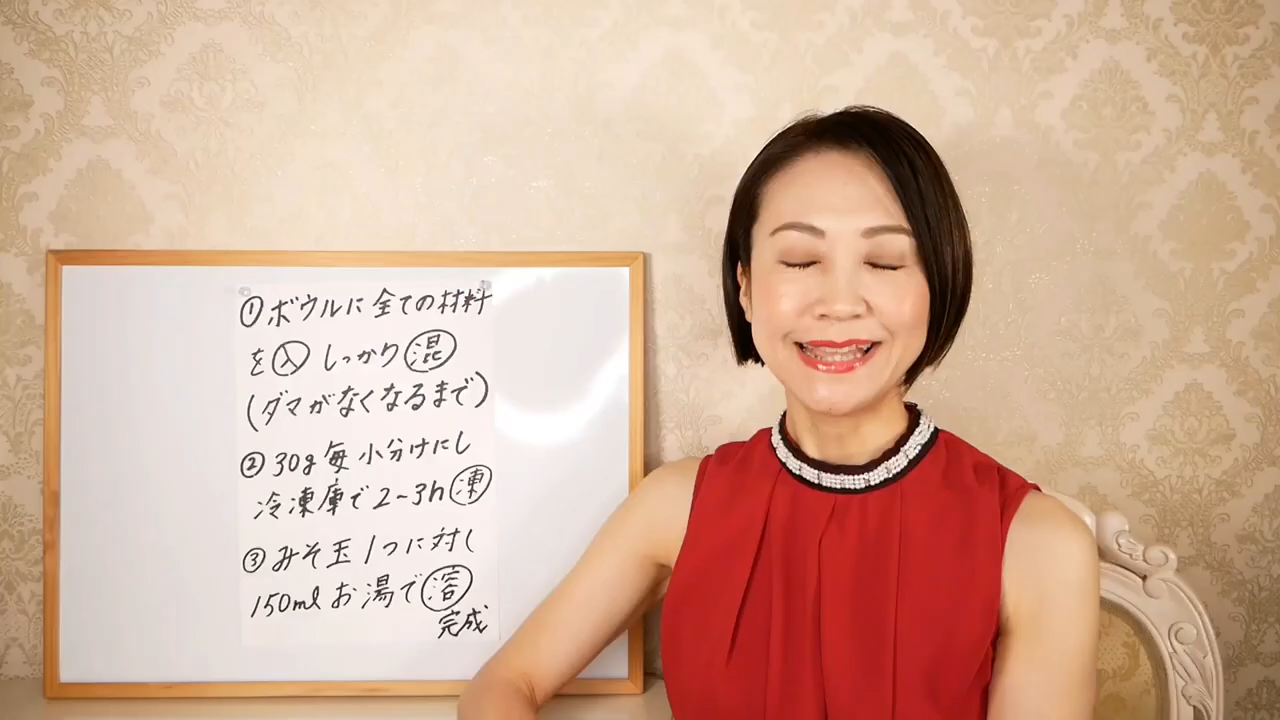 ①ボウルに全ての材料
を入しっかり混
(ダマがなくなるまで)
②30g毎小分けにし
冷凍庫で2~3h凍
③みそ玉1つに対し
150mlお湯で溶
完成